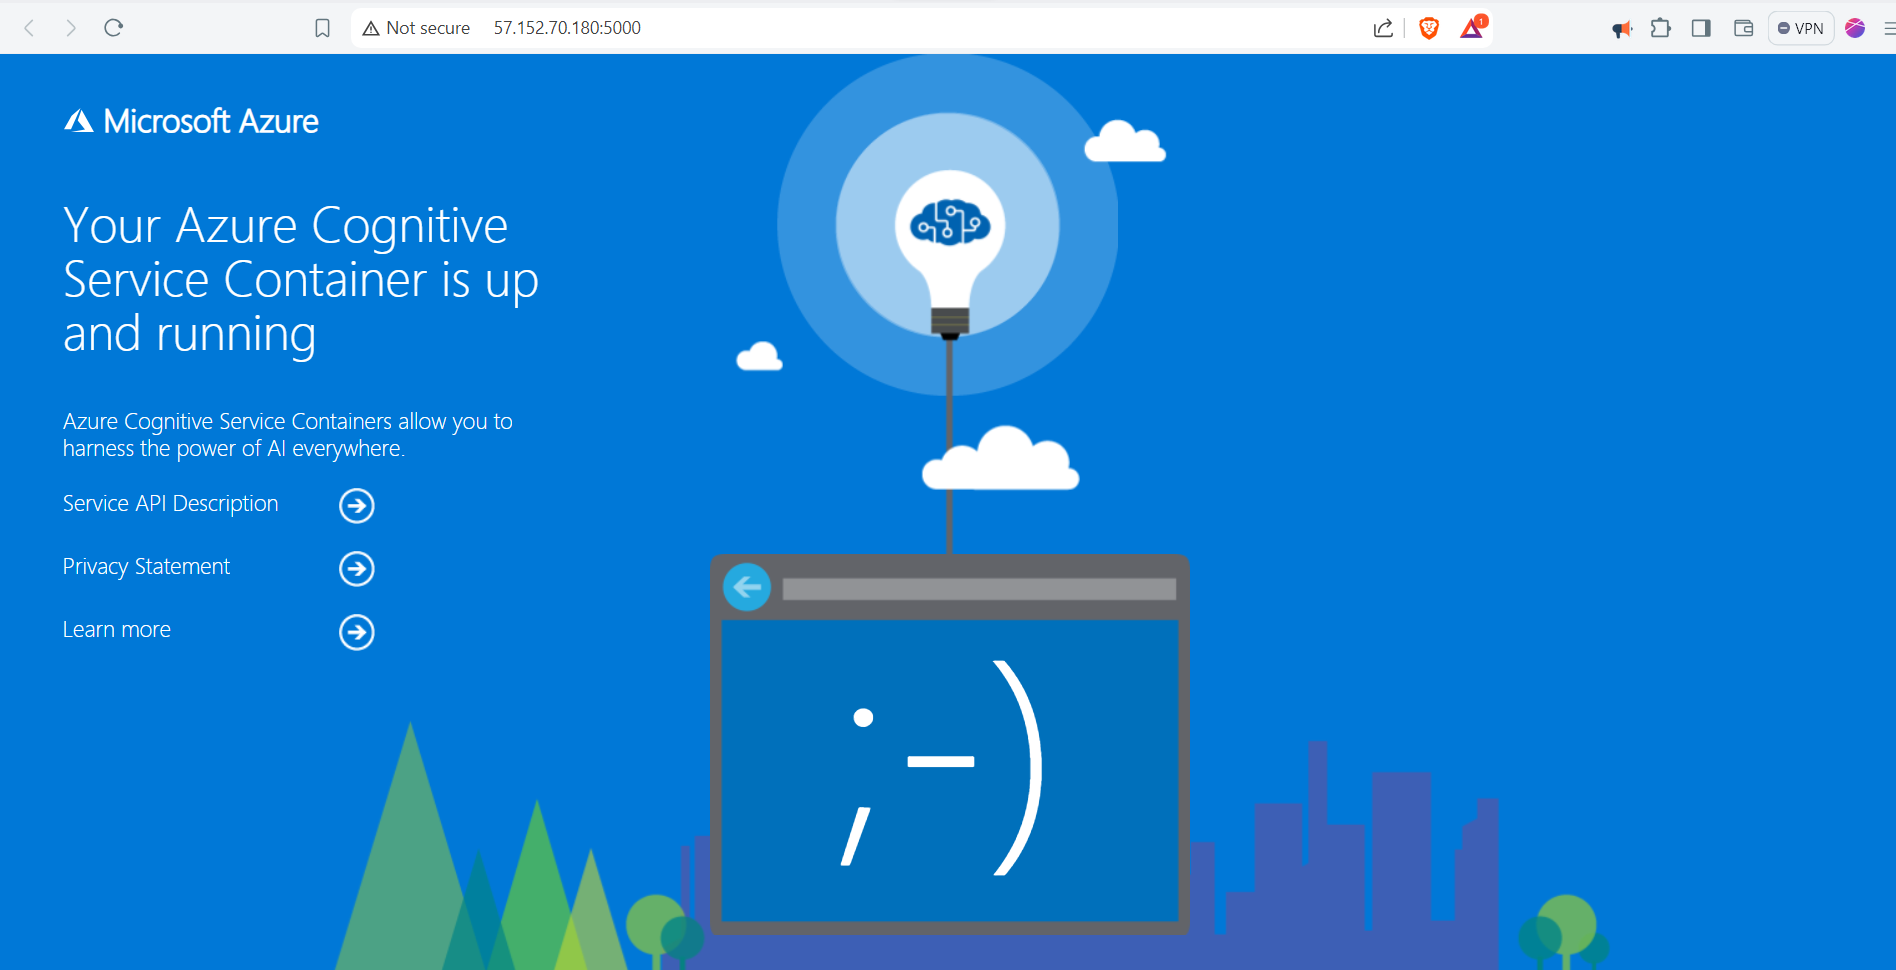 Not secure 57.152.70.180:5000
1
VPN
Microsoft Azure
Your Azure Cognitive
Service Container is up
and running
Azure Cognitive Service Containers allow you to
harness the power of AI everywhere.
Service API Description
Privacy Statement
Learn more
;-)